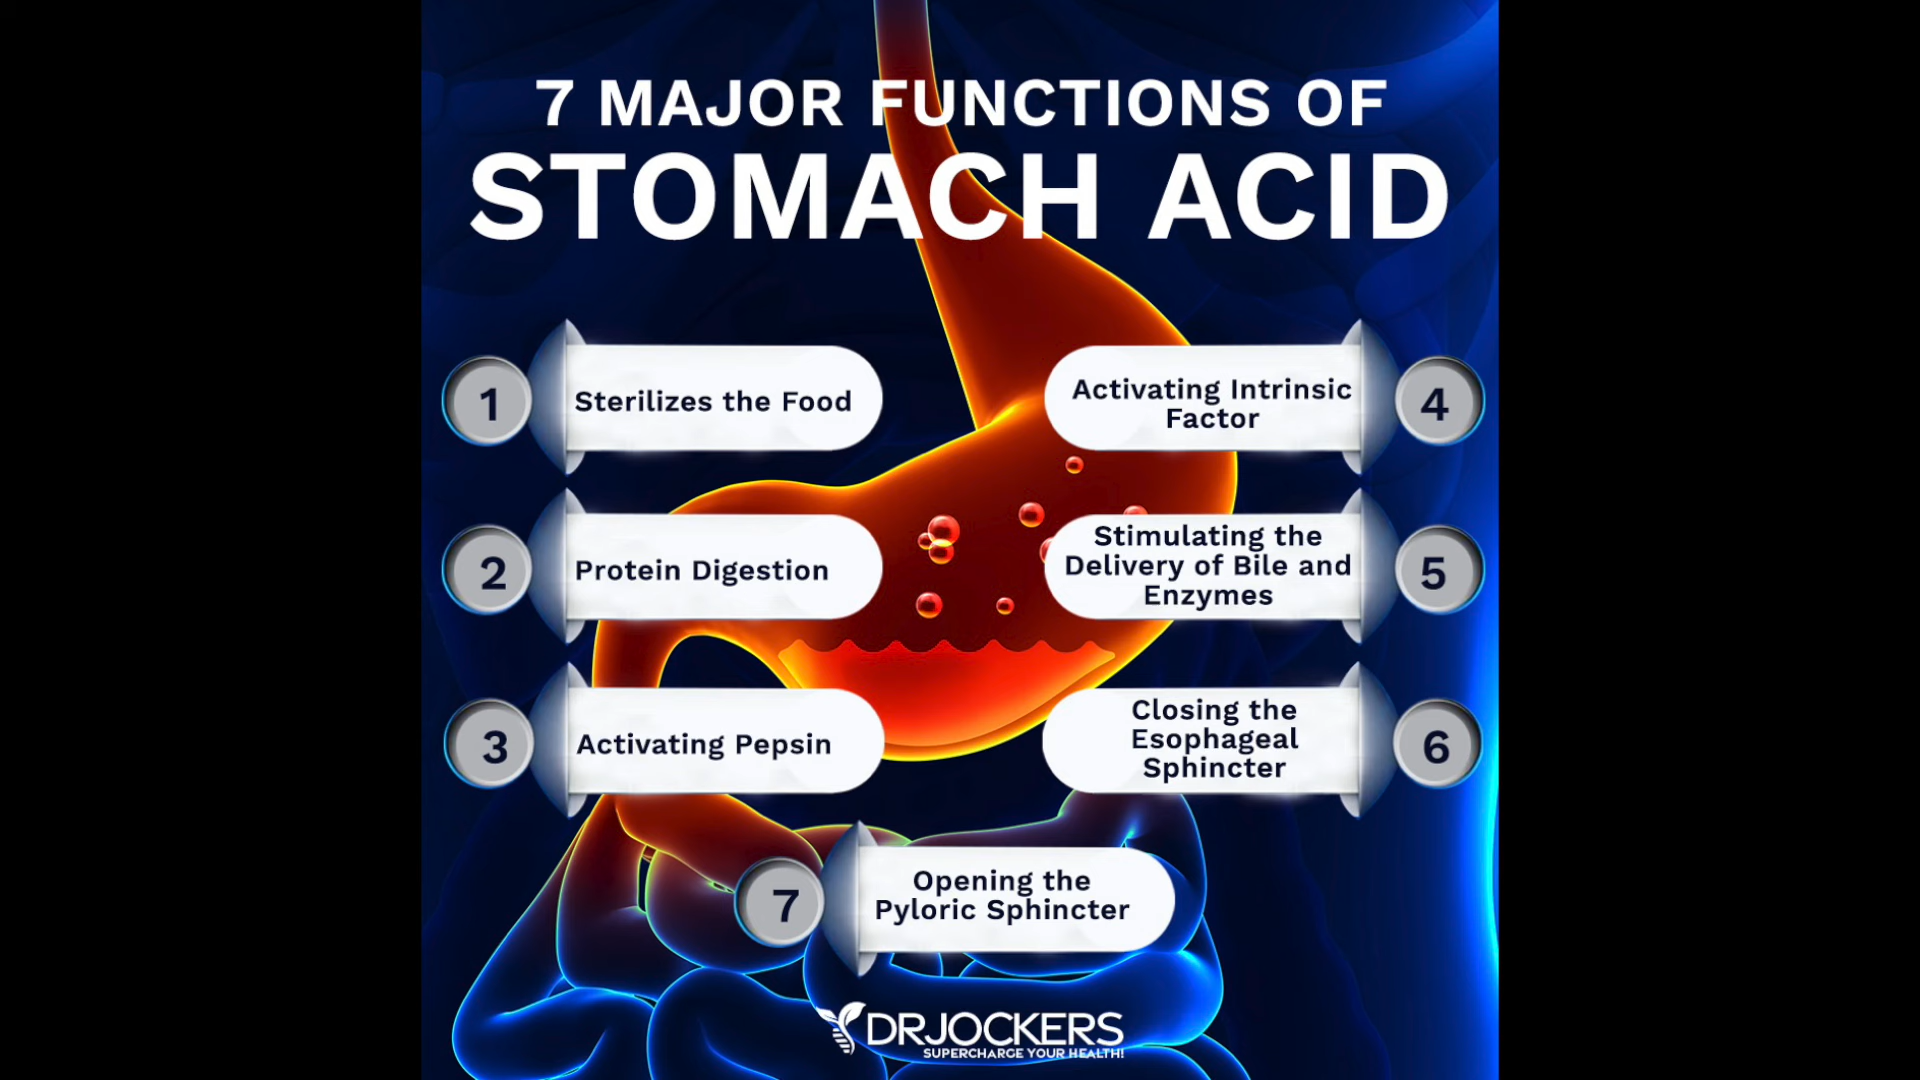 7 MAJOR FUNCTIONS OF
STOMACH ACID
1
Sterilizes the Food
2
Protein Digestion
3
Activating Pepsin
4
Activating Intrinsic
Factor
5
Stimulating the
Delivery of Bile and
Enzymes
6
Closing the
Esophageal
Sphincter
7
Opening the
Pyloric Sphincter
DRJOCKERS
SUPERCHARGE YOUR HEALTH!